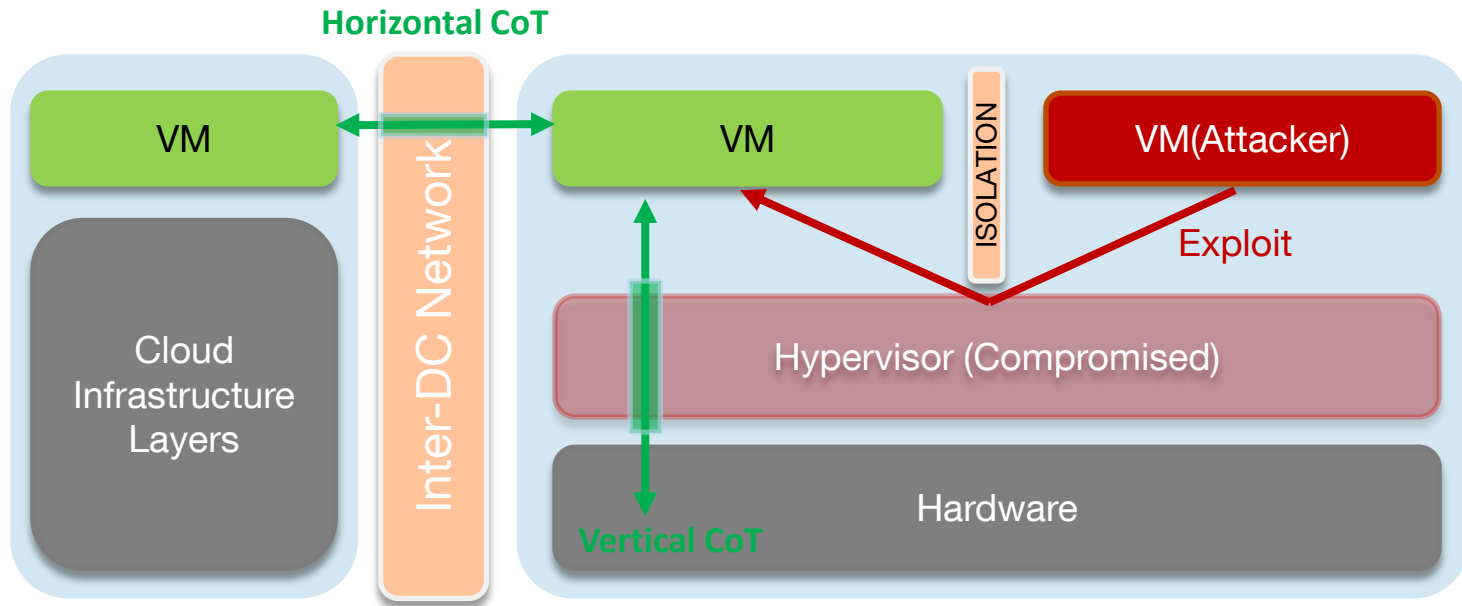 Horizontal CoT
VM
Cloud
Infrastructure
Layers
Inter-DC Network
VM
ISOLATION
VM(Attacker)
Exploit
Hypervisor (Compromised)
Hardware
Vertical CoT